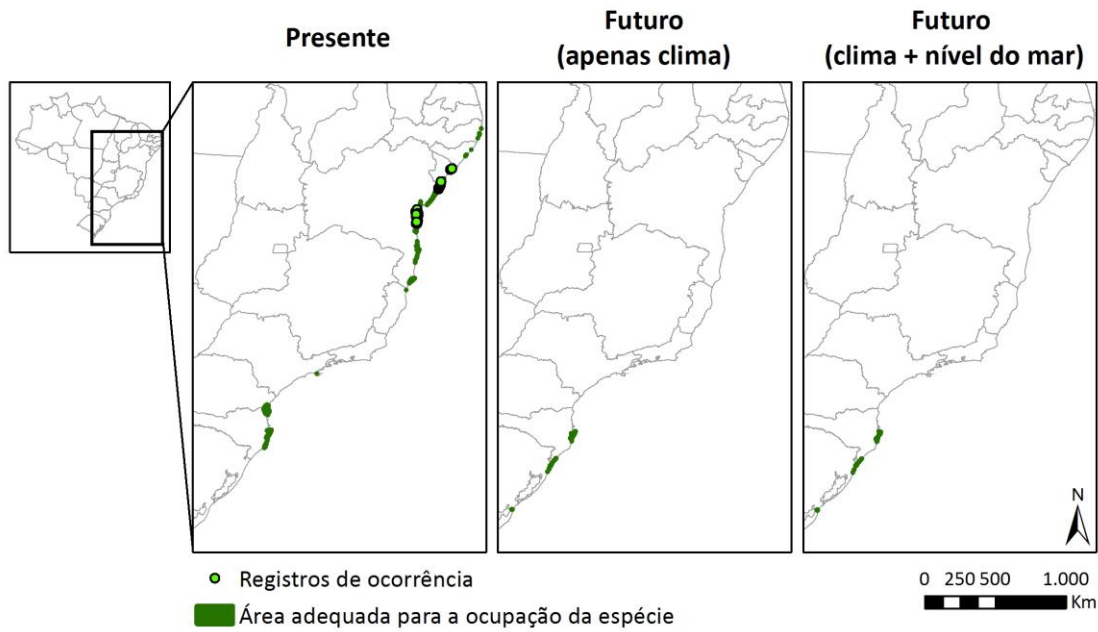 Presente
Futuro
(apenas clima)
Futuro
(clima + nível do mar)
N
Registros de ocorrência
Área adequada para a ocupação da espécie
0 250 500 1.000
Km